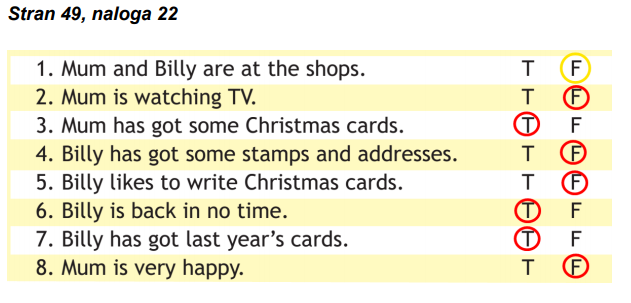 Stran 49, naloga 22
1. Mum and Billy are at the shops. T F
2. Mum is watching TV. T F
3. Mum has got some Christmas cards. T F
4. Billy has got some stamps and addresses. T F
5. Billy likes to write Christmas cards. T F
6. Billy is back in no time. T F
7. Billy has got last year’s cards. T F
8. Mum is very happy. T F